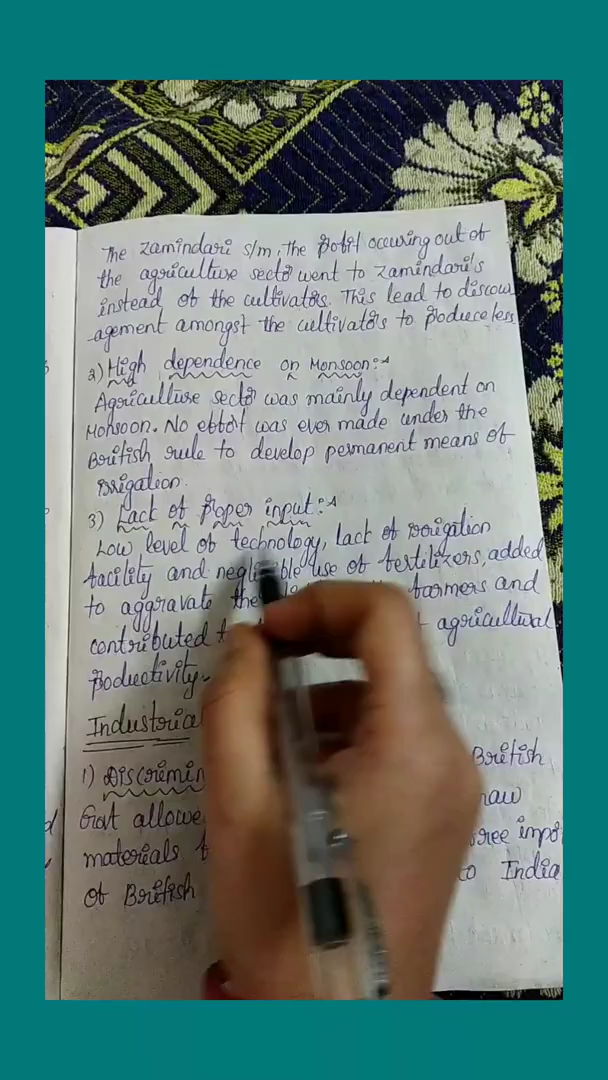 The zamindari s/m, the profit occuring out of
the agriculture sector went to zamindari's
instead of the cultivators. This lead to discour
-agement amongst the cultivators to produce less
2) High dependence on Monsoon:-
Agriculture sector was mainly dependent on
Monsoon. No effort was ever made under the
British rule to develop permanent means of
irrigation.
3) Lack of proper input:-
Low level of technology, lack of irrigation
facility and negligible use of fertilizers, added
to aggravate the farmers and
contributed agricultural
productivity.
Industrial
1) Discrimin British
Govt allowe raw
materials free impo
of British to India